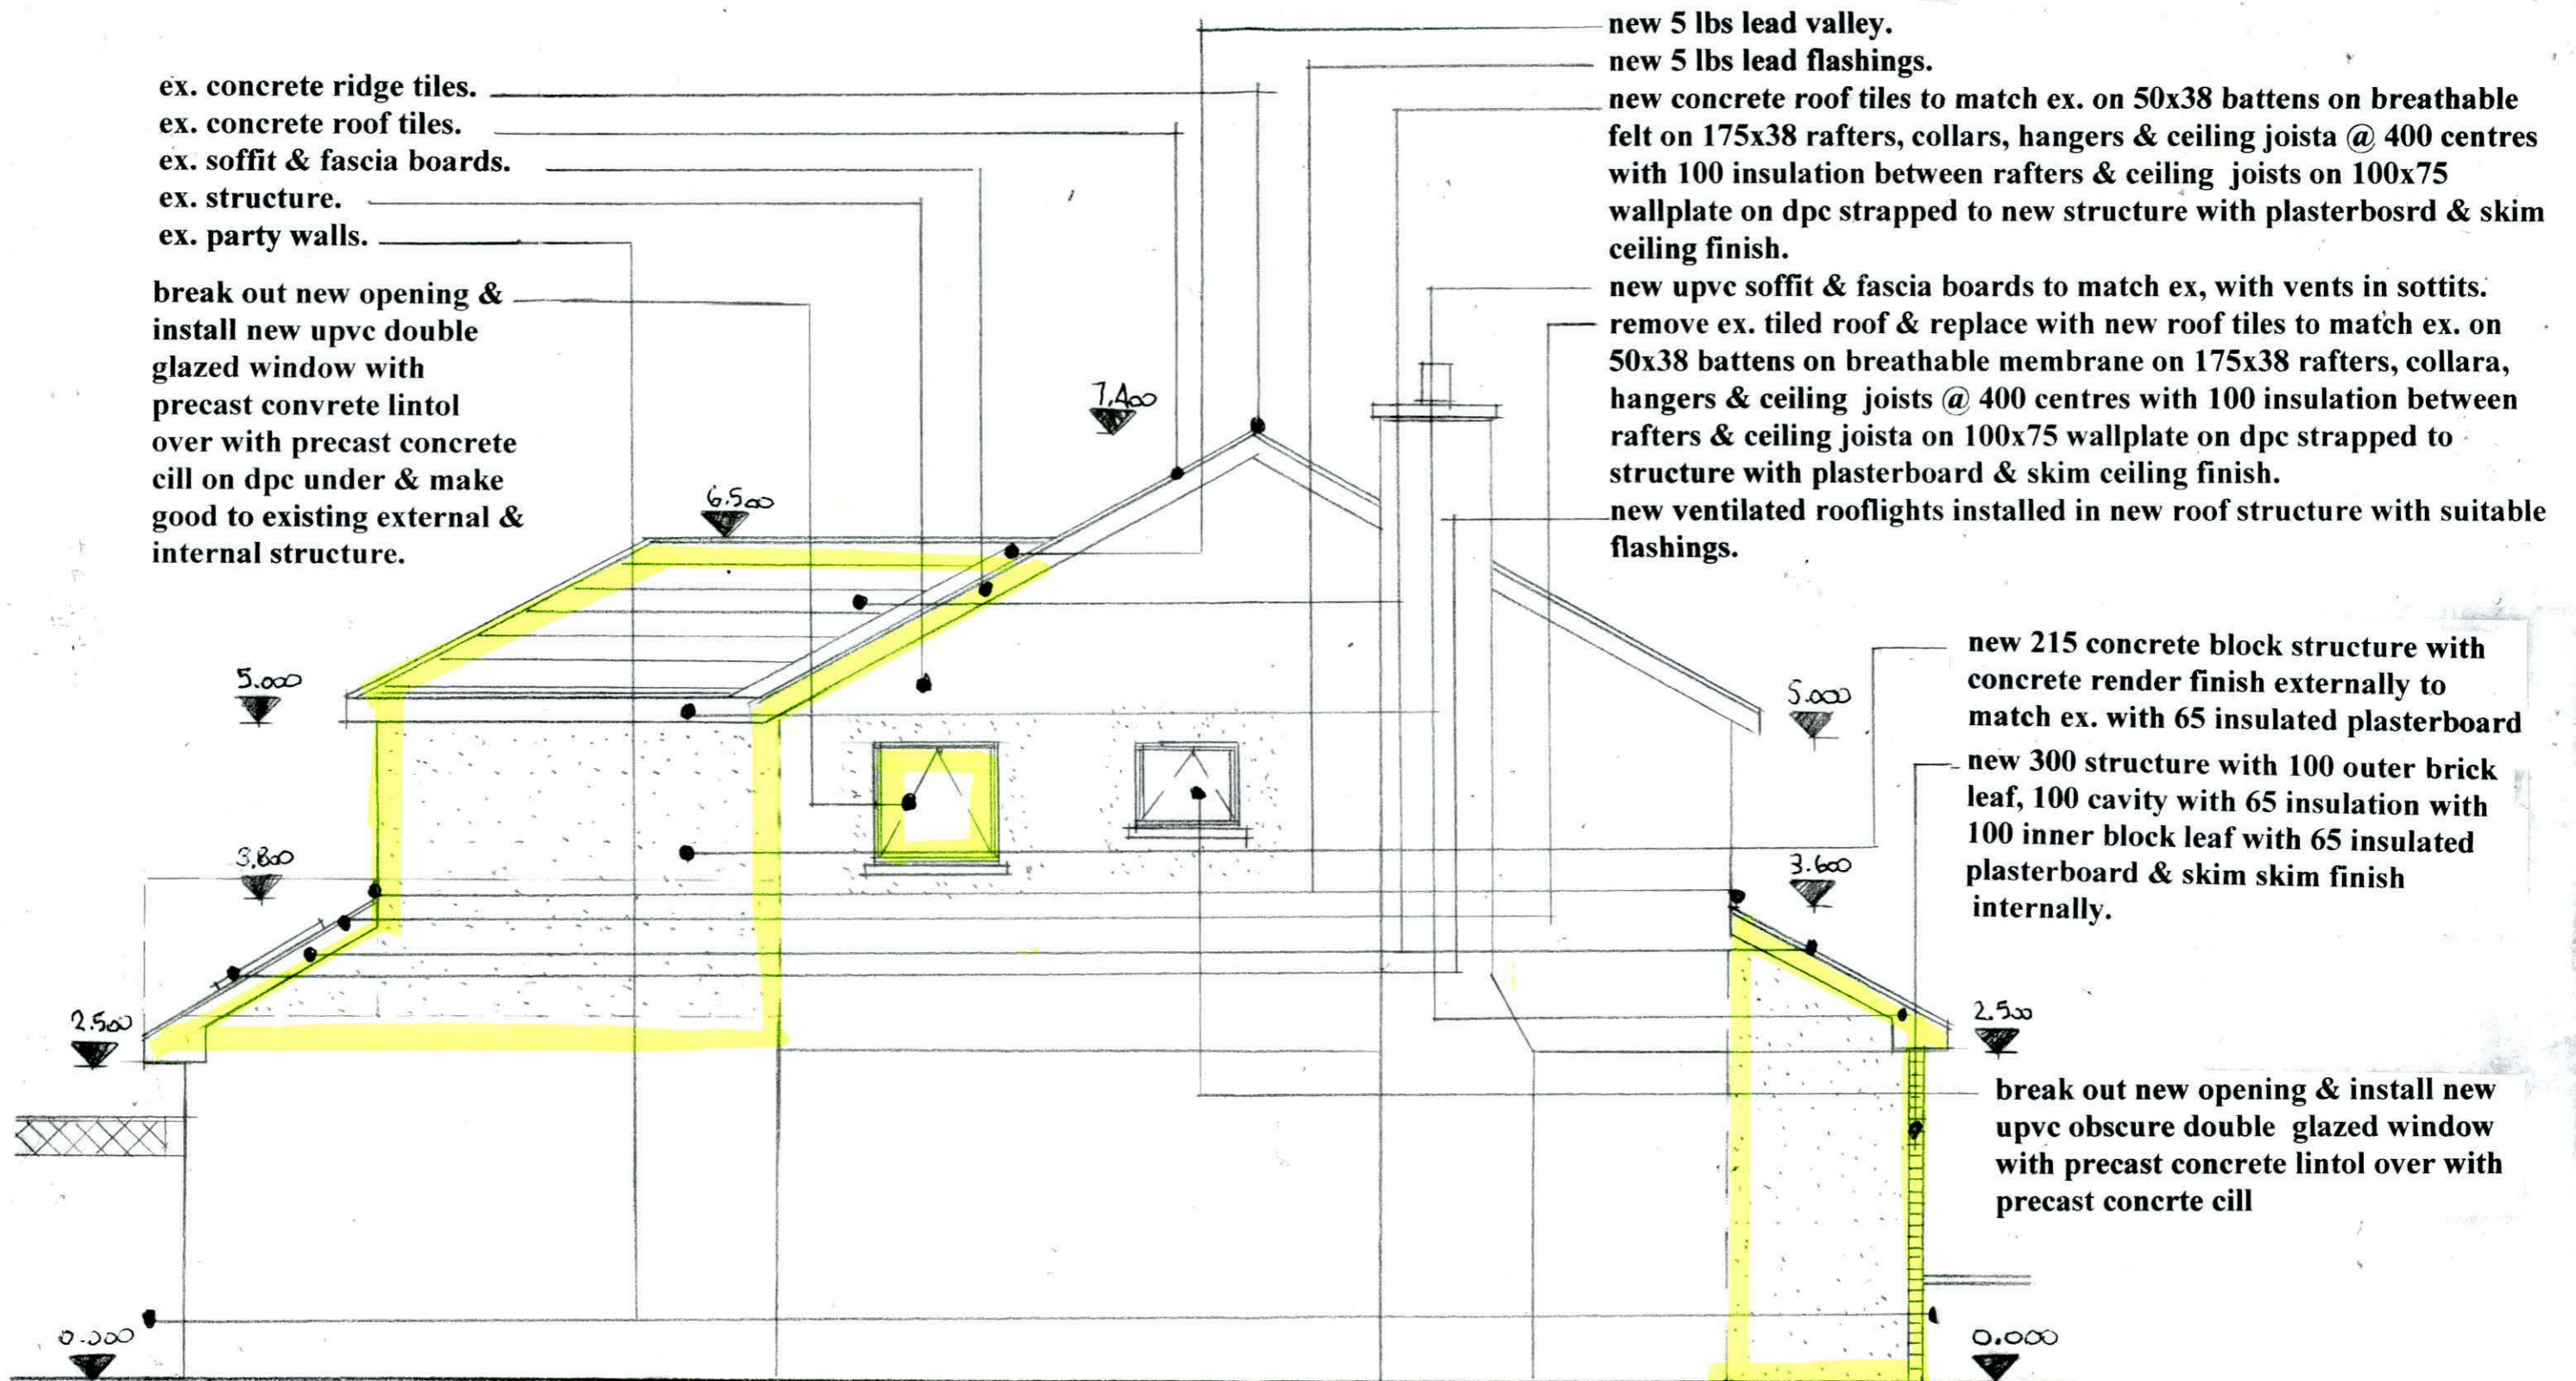 ex. concrete ridge tiles.
ex. concrete roof tiles.
ex. soffit & fascia boards.
ex. structure.
ex. party walls.
break out new opening &
install new upvc double
glazed window with
precast convrete lintol
over with precast concrete
cill on dpc under & make
good to existing external &
internal structure.
new 5 lbs lead valley.
new 5 lbs lead flashings.
new concrete roof tiles to match ex. on 50x38 battens on breathable
felt on 175x38 rafters, collars, hangers & ceiling joista @ 400 centres
with 100 insulation between rafters & ceiling joists on 100x75
wallplate on dpc strapped to new structure with plasterbosrd & skim
ceiling finish.
new upvc soffit & fascia boards to match ex, with vents in sottits.
remove ex. tiled roof & replace with new roof tiles to match ex. on
50x38 battens on breathable membrane on 175x38 rafters, collara,
hangers & ceiling joists @ 400 centres with 100 insulation between
rafters & ceiling joista on 100x75 wallplate on dpc strapped to
structure with plasterboard & skim ceiling finish.
new ventilated rooflights installed in new roof structure with suitable
flashings.
7.400
6.500
5.000
3.800
2.500
0.000
new 215 concrete block structure with
concrete render finish externally to
match ex. with 65 insulated plasterboard
new 300 structure with 100 outer brick
leaf, 100 cavity with 65 insulation with
100 inner block leaf with 65 insulated
plasterboard & skim skim finish
internally.
5.000
3.600
2.500
break out new opening & install new
upvc obscure double glazed window
with precast concrete lintol over with
precast concrte cill
0.000